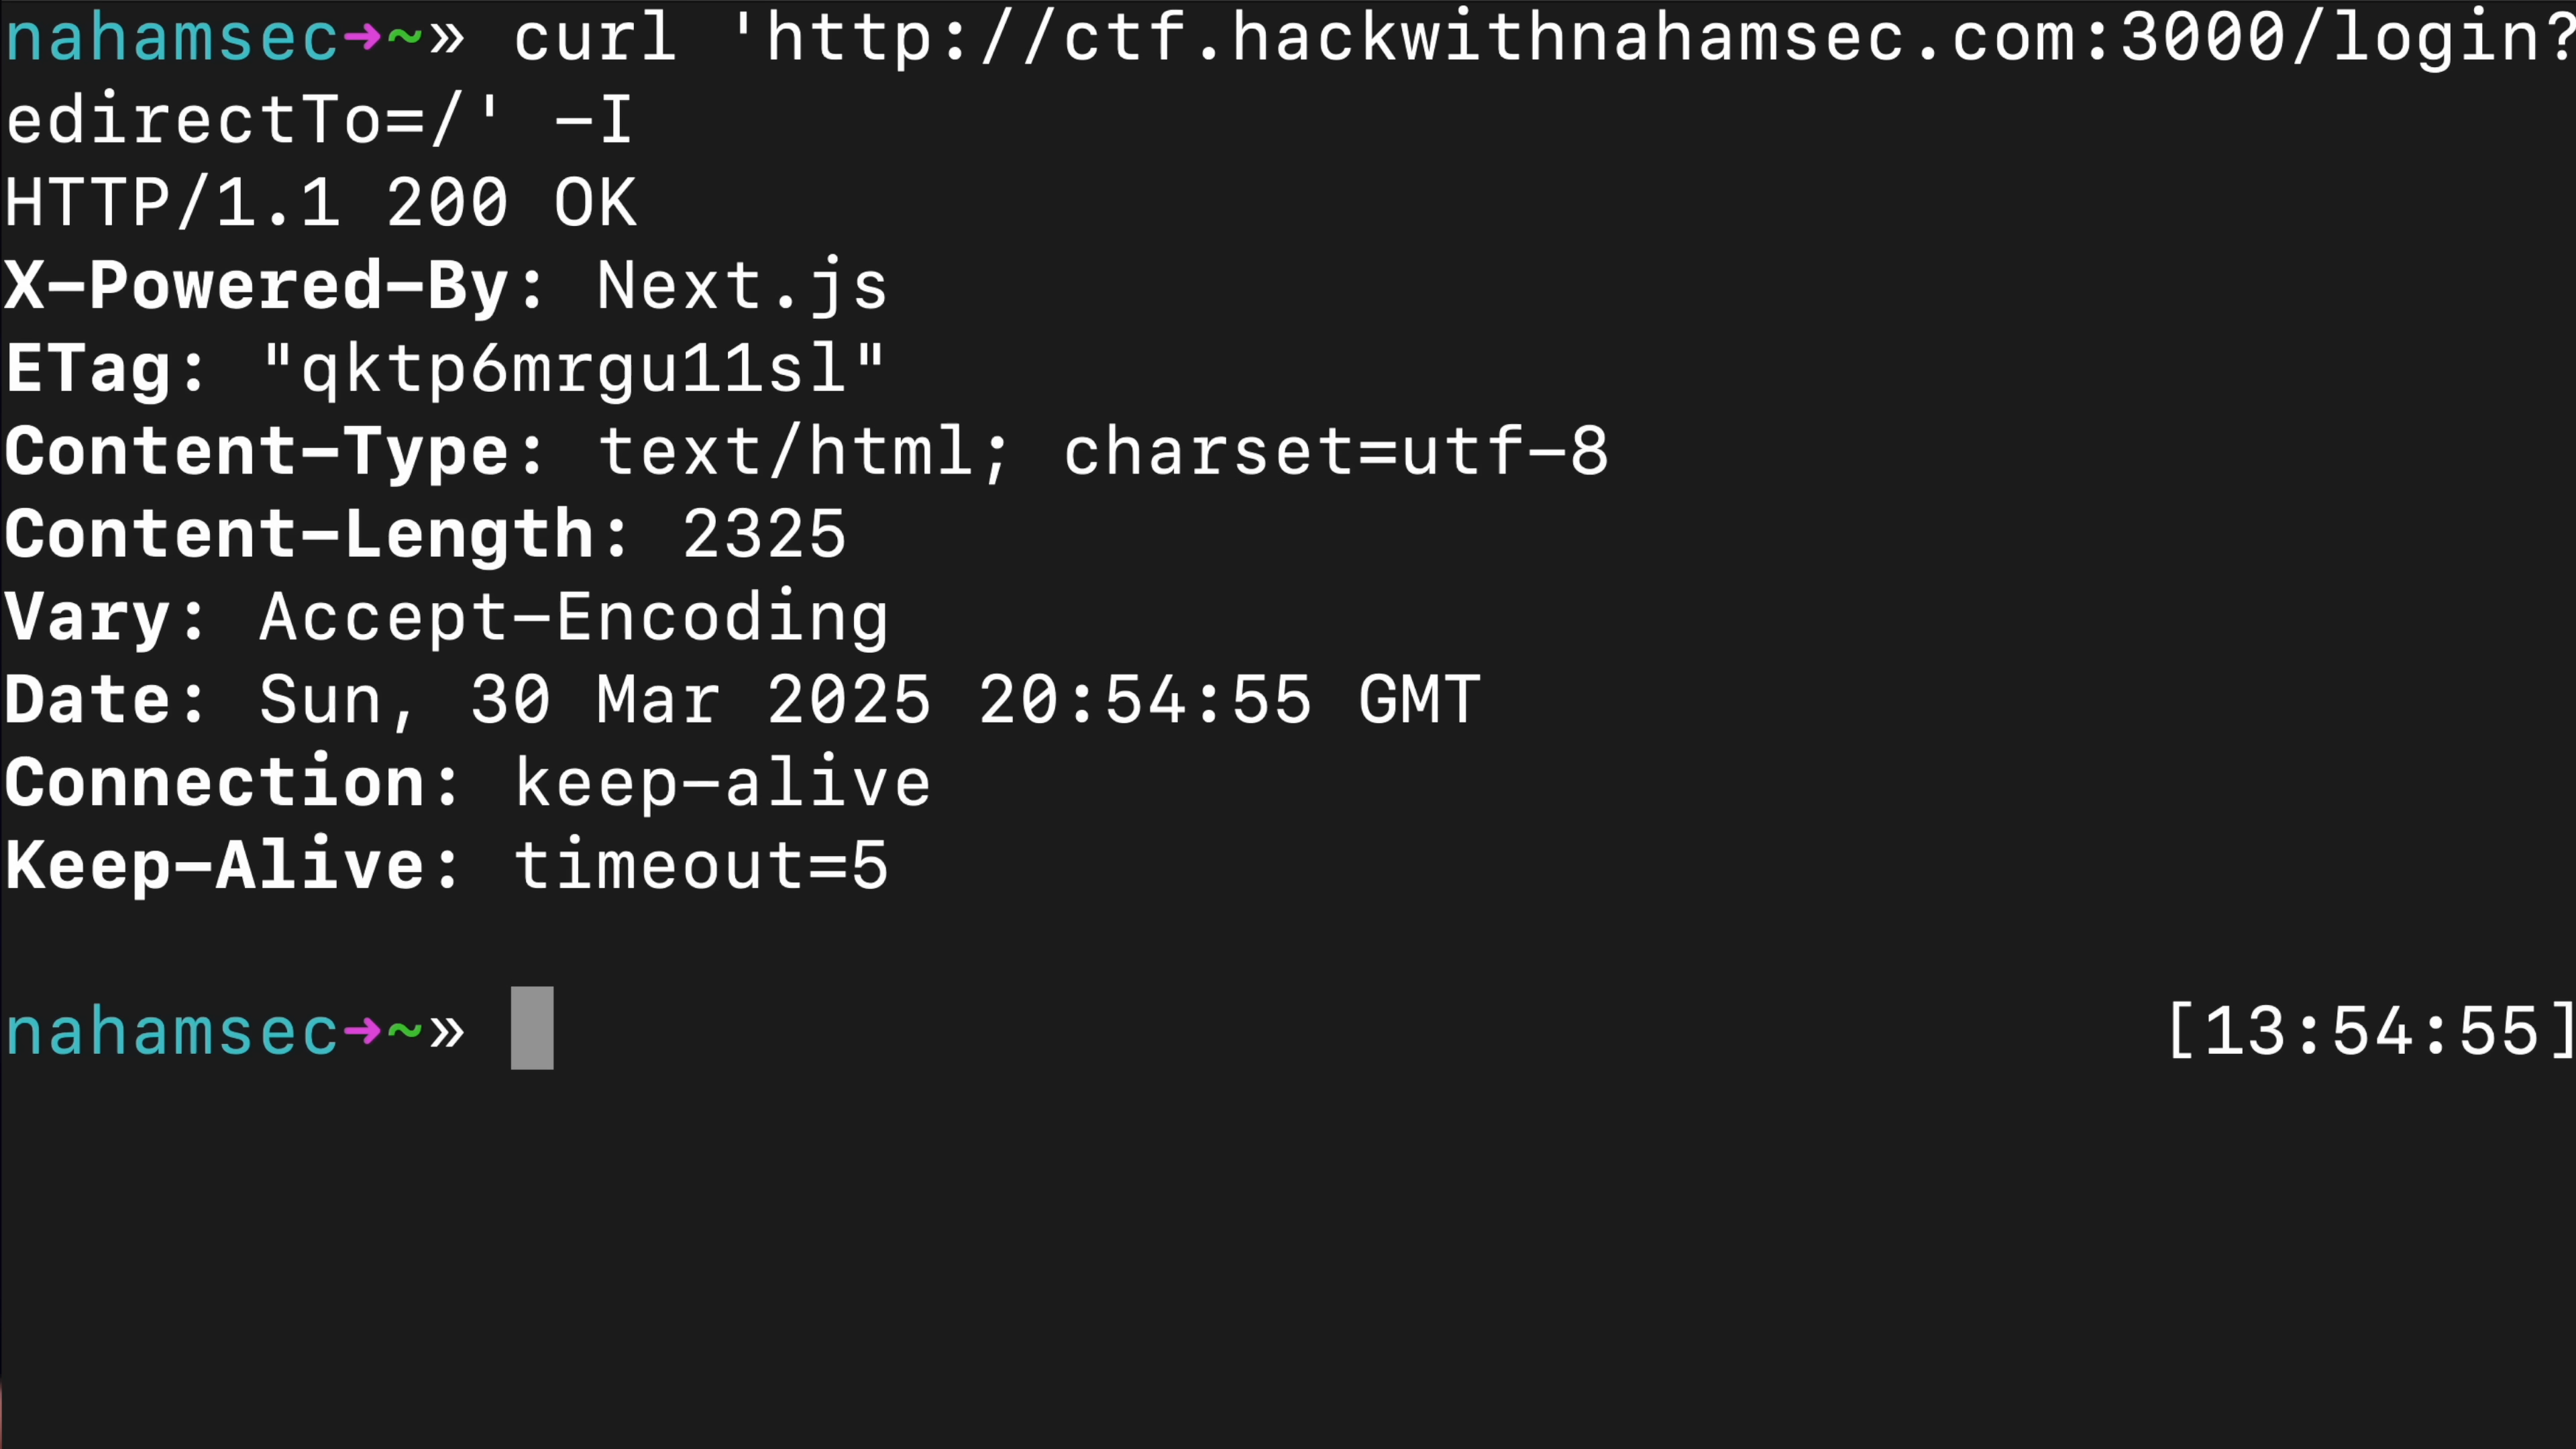 nahamsec→~» curl 'http://ctf.hackwithnahamsec.com:3000/login?
edirectTo=/' -I
HTTP/1.1 200 OK
X-Powered-By: Next.js
ETag: "qktp6mrgu11sl"
Content-Type: text/html; charset=utf-8
Content-Length: 2325
Vary: Accept-Encoding
Date: Sun, 30 Mar 2025 20:54:55 GMT
Connection: keep-alive
Keep-Alive: timeout=5
nahamsec→~» [13:54:55]